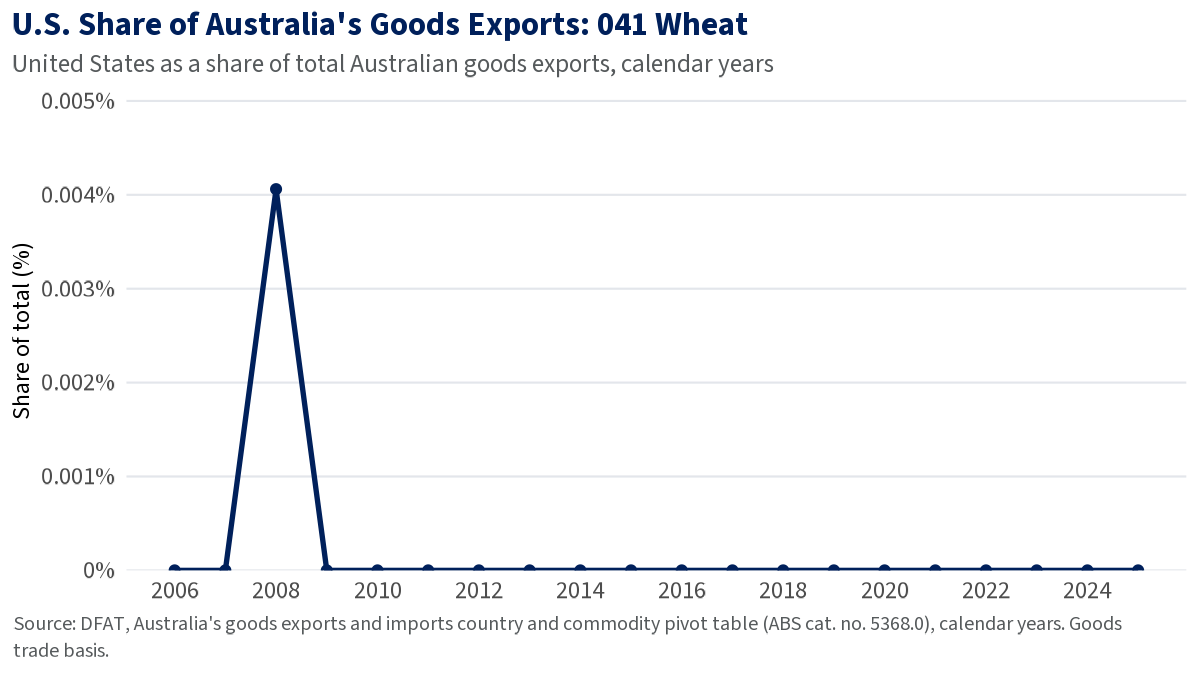 U.S. Share of Australia's Goods Exports: 041 Wheat
United States as a share of total Australian goods exports, calendar years
Share of total (%)
0.005%
0.004%
0.003%
0.002%
0.001%
0%
2006 2008 2010 2012 2014 2016 2018 2020 2022 2024
Source: DFAT, Australia's goods exports and imports country and commodity pivot table (ABS cat. no. 5368.0), calendar years. Goods
trade basis.